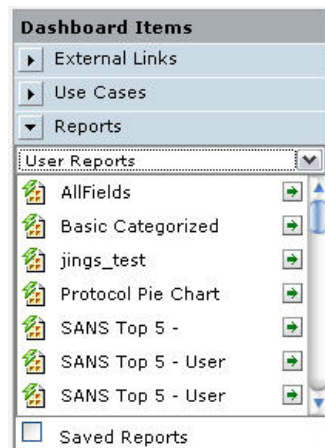 Dashboard Items
External Links
Use Cases
Reports
User Reports
AllFields
Basic Categorized
jings_test
Protocol Pie Chart
SANS Top 5 -
SANS Top 5 - User
SANS Top 5 - User
Saved Reports